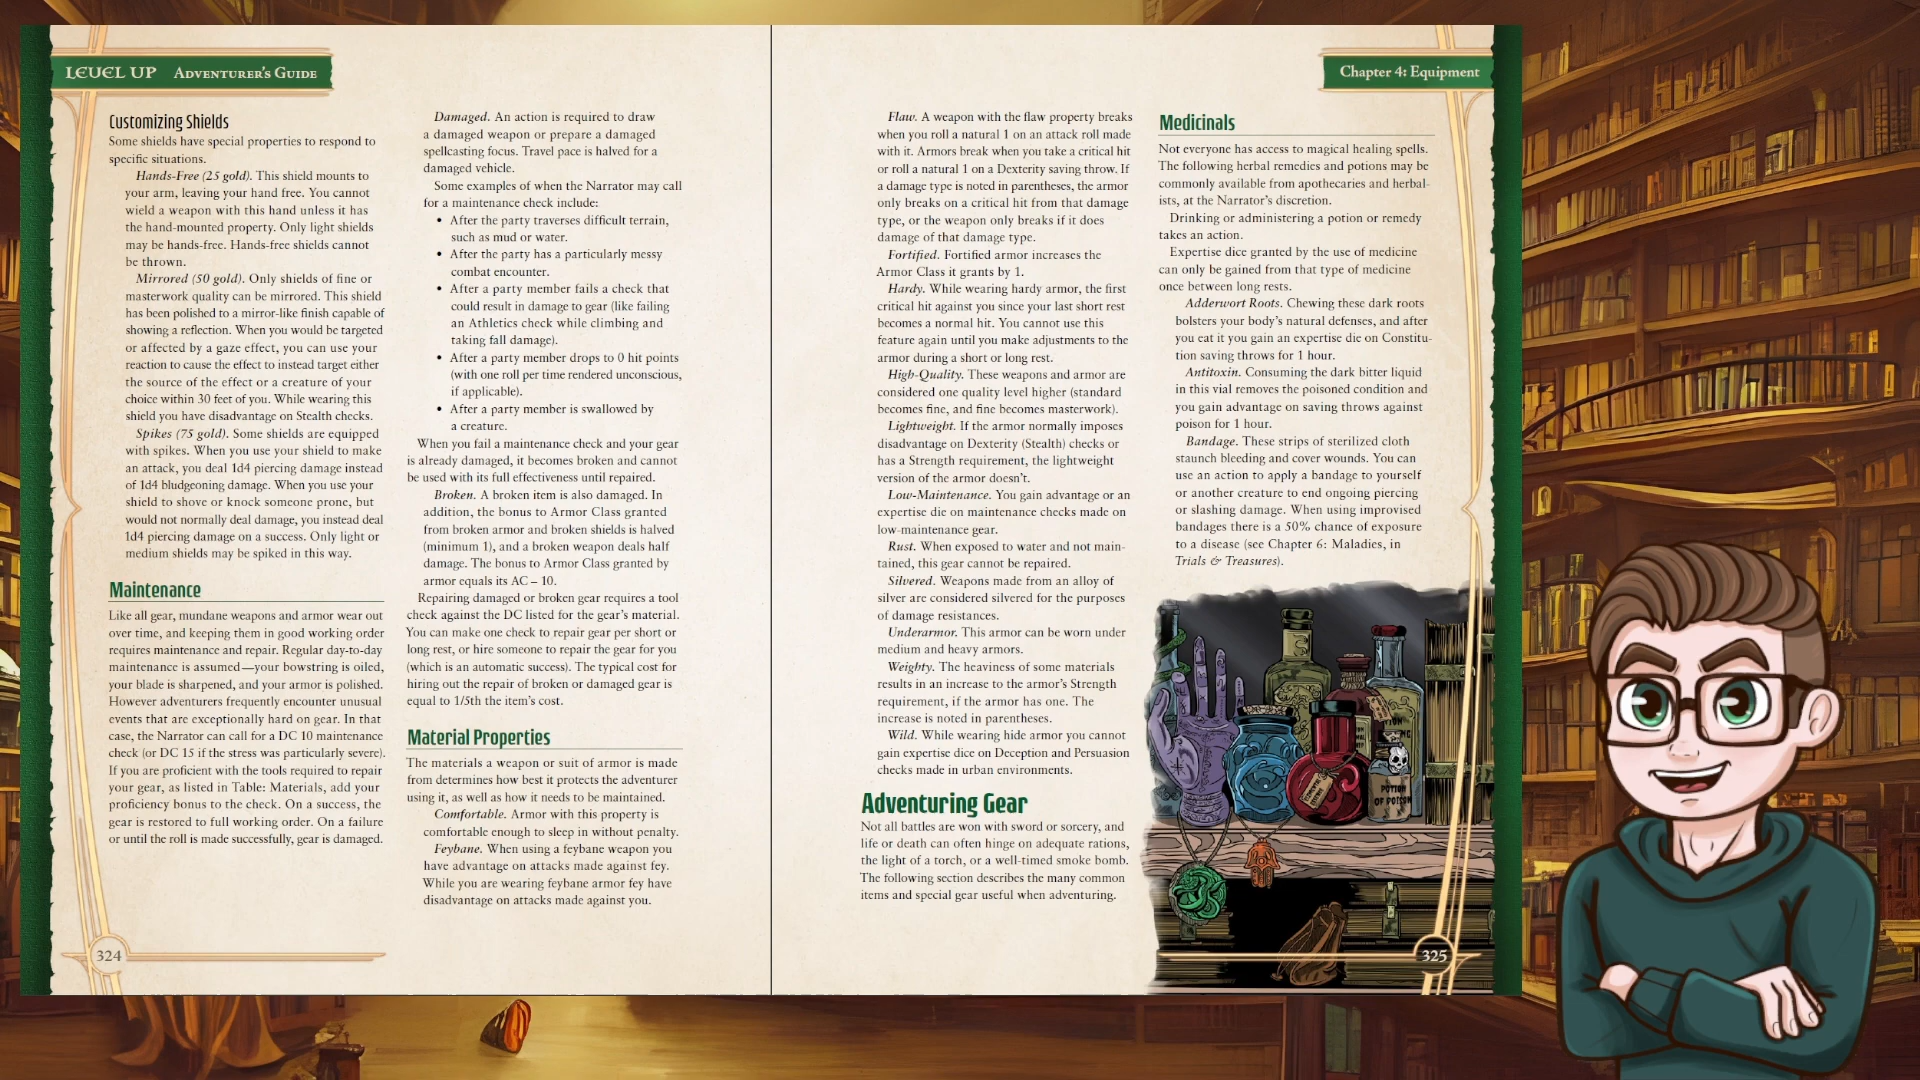 LEVEL UP ADVENTURER'S GUIDE
Customizing Shields
Some shields have special properties to respond to
specific situations.
Hands-Free (25 gold). This shield mounts to
your arm, leaving your hand free. You cannot
wield a weapon with this hand unless it has
the hand-mounted property. Only light shields
may be hands-free. Hands-free shields cannot
be thrown.
Mirrored (50 gold). Only shields of fine or
masterwork quality can be mirrored. This shield
has been polished to a mirror-like finish capable of
showing a reflection. When you would be targeted
or affected by a gaze effect, you can use your
reaction to cause the effect to instead target either
the source of the effect or a creature of your
choice within 30 feet of you. While wearing this
shield you have disadvantage on Stealth checks.
Spikes (75 gold). Some shields are equipped
with spikes. When you use your shield to make
an attack, you deal 1d4 piercing damage instead
of 1d4 bludgeoning damage. When you use your
shield to shove or knock someone prone, but
would not normally deal damage, you instead deal
1d4 piercing damage on a success. Only light or
medium shields may be spiked in this way.
Maintenance
Like all gear, mundane weapons and armor wear out
over time, and keeping them in good working order
requires maintenance and repair. Regular day-to-day
maintenance is assumed—your bowstring is oiled,
your blade is sharpened, and your armor is polished.
However adventurers frequently encounter unusual
events that are exceptionally hard on gear. In that
case, the Narrator can call for a DC 10 maintenance
check (or DC 15 if the stress was particularly severe).
If you are proficient with the tools required to repair
your gear, as listed in Table: Materials, add your
proficiency bonus to the check. On a success, the
gear is restored to full working order. On a failure
or until the roll is made successfully, gear is damaged.
324
Damaged. An action is required to draw
a damaged weapon or prepare a damaged
spellcasting focus. Travel pace is halved for a
damaged vehicle.
Some examples of when the Narrator may call
for a maintenance check include:
• After the party traverses difficult terrain,
such as mud or water.
• After the party has a particularly messy
combat encounter.
• After a party member fails a check that
could result in damage to gear (like failing
an Athletics check while climbing and
taking fall damage).
• After a party member drops to 0 hit points
(with one roll per time rendered unconscious,
if applicable).
• After a party member is swallowed by
a creature.
When you fail a maintenance check and your gear
is already damaged, it becomes broken and cannot
be used with its full effectiveness until repaired.
Broken. A broken item is also damaged. In
addition, the bonus to Armor Class granted
from broken armor and broken shields is halved
(minimum 1), and a broken weapon deals half
damage. The bonus to Armor Class granted by
armor equals its AC – 10.
Repairing damaged or broken gear requires a tool
check against the DC listed for the gear's material.
You can make one check to repair gear per short or
long rest, or hire someone to repair the gear for you
(which is an automatic success). The typical cost for
hiring out the repair of broken or damaged gear is
equal to 1/5th the item's cost.
Material Properties
The materials a weapon or suit of armor is made
from determines how best it protects the adventurer
using it, as well as how it needs to be maintained.
Comfortable. Armor with this property is
comfortable enough to sleep in without penalty.
Feybane. When using a feybane weapon you
have advantage on attacks made against fey.
While you are wearing feybane armor fey have
disadvantage on attacks made against you.
Chapter 4: Equipment
Flaw. A weapon with the flaw property breaks
when you roll a natural 1 on an attack roll made
with it. Armors break when you take a critical hit
or roll a natural 1 on a Dexterity saving throw. If
a damage type is noted in parentheses, the armor
only breaks on a critical hit from that damage
type, or the weapon only breaks if it does
damage of that damage type.
Fortified. Fortified armor increases the
Armor Class it grants by 1.
Hardy. While wearing hardy armor, the first
critical hit against you since your last short rest
becomes a normal hit. You cannot use this
feature again until you make adjustments to the
armor during a short or long rest.
High-Quality. These weapons and armor are
considered one quality level higher (standard
becomes fine, and fine becomes masterwork).
Lightweight. If the armor normally imposes
disadvantage on Dexterity (Stealth) checks or
has a Strength requirement, the lightweight
version of the armor doesn't.
Low-Maintenance. You gain advantage or an
expertise die on maintenance checks made on
low-maintenance gear.
Rust. When exposed to water and not main-
tained, this gear cannot be repaired.
Silvered. Weapons made from an alloy of
silver are considered silvered for the purposes
of damage resistances.
Underarmor. This armor can be worn under
medium and heavy armors.
Weighty. The heaviness of some materials
results in an increase to the armor's Strength
requirement, if the armor has one. The
increase is noted in parentheses.
Wild. While wearing hide armor you cannot
gain expertise dice on Deception and Persuasion
checks made in urban environments.
Adventuring Gear
Not all battles are won with sword or sorcery, and
life or death can often hinge on adequate rations,
the light of a torch, or a well-timed smoke bomb.
The following section describes the many common
items and special gear useful when adventuring.
Medicinals
Not everyone has access to magical healing spells.
The following herbal remedies and potions may be
commonly available from apothecaries and herbal-
ists, at the Narrator's discretion.
Drinking or administering a potion or remedy
takes an action.
Expertise dice granted by the use of medicine
can only be gained from that type of medicine
once between long rests.
Adderwort Roots. Chewing these dark roots
bolsters your body's natural defenses, and after
you eat it you gain an expertise die on Constitu-
tion saving throws for 1 hour.
Antitoxin. Consuming the dark bitter liquid
in this vial removes the poisoned condition and
you gain advantage on saving throws against
poison for 1 hour.
Bandage. These strips of sterilized cloth
staunch bleeding and cover wounds. You can
use an action to apply a bandage to yourself
or another creature to end ongoing piercing
or slashing damage. When using improvised
bandages there is a 50% chance of exposure
to a disease (see Chapter 6: Maladies, in
Trials & Treasures).
POTION
OF POISON
325